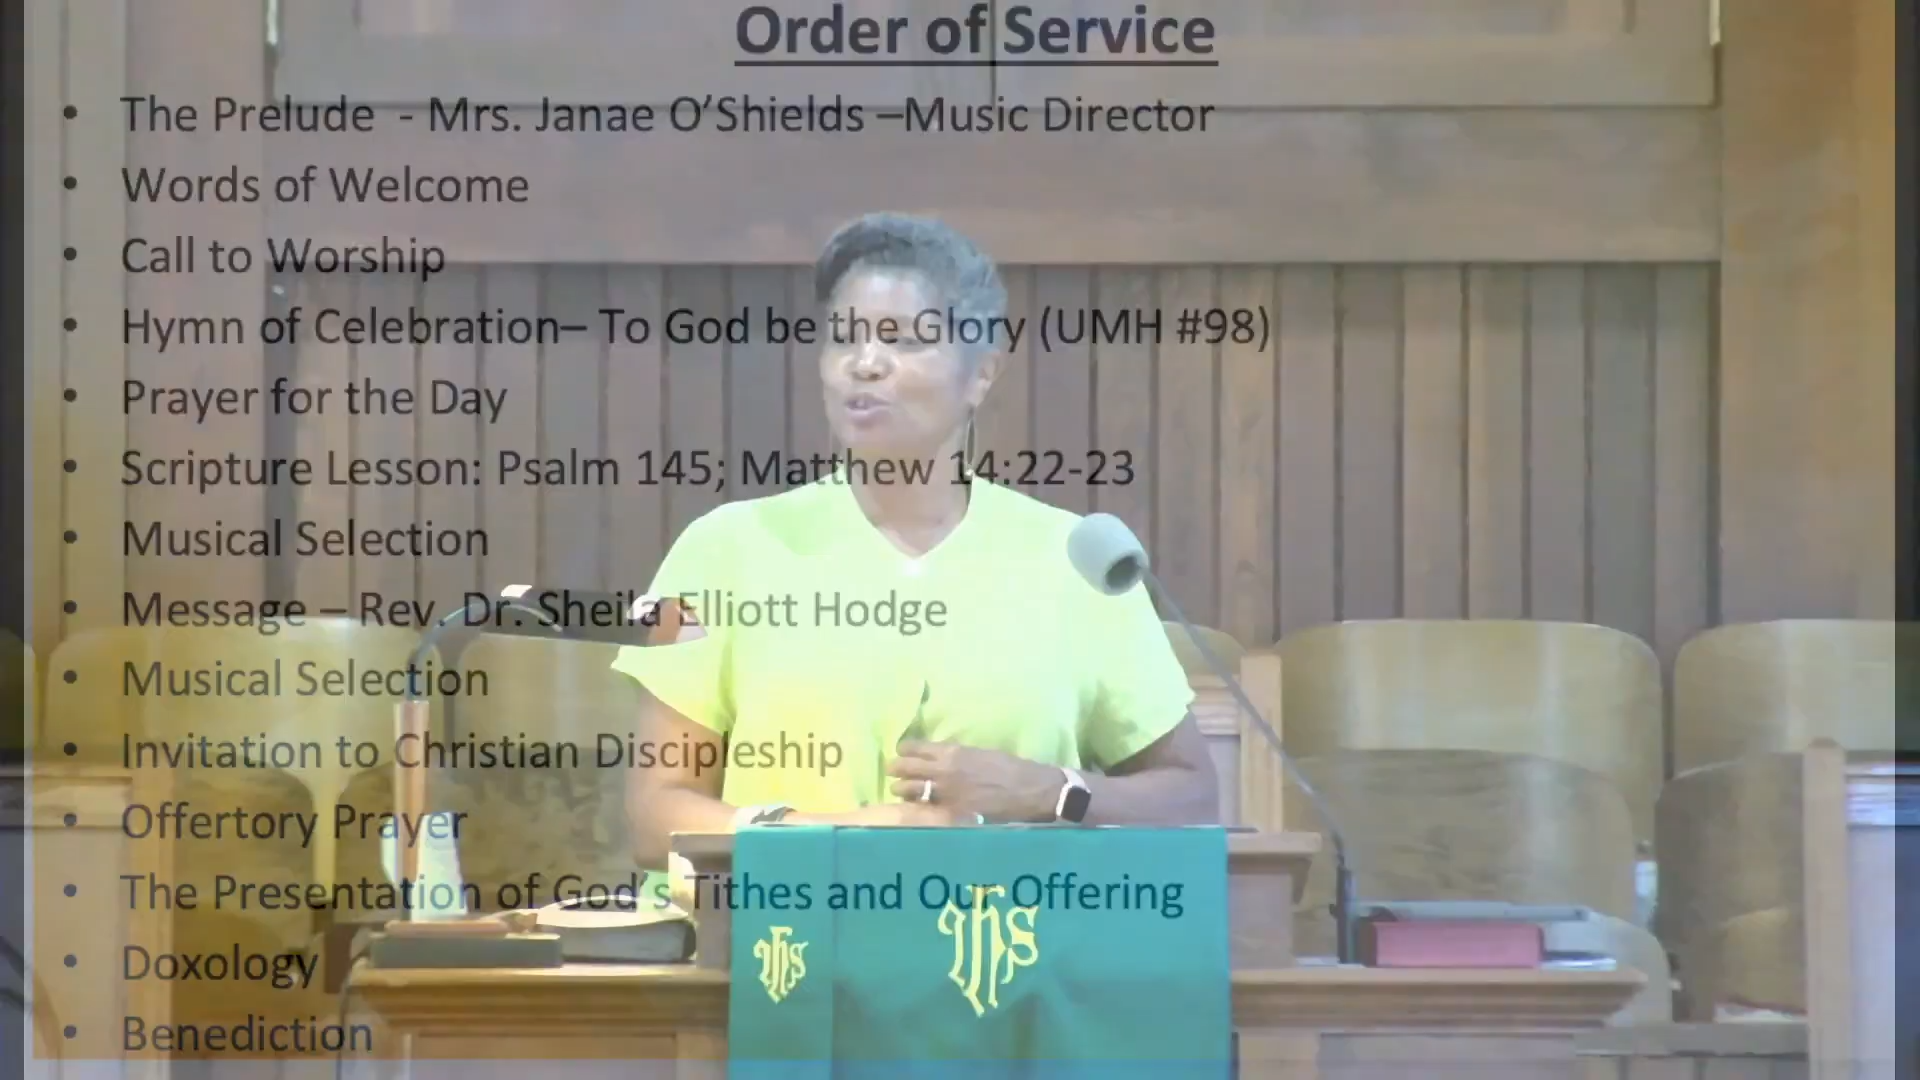 Order of Service
• The Prelude - Mrs. Janae O’Shields –Music Director
• Words of Welcome
• Call to Worship
• Hymn of Celebration– To God be the Glory (UMH #98)
• Prayer for the Day
• Scripture Lesson: Psalm 145; Matthew 14:22-23
• Musical Selection
• Message – Rev. Dr. Sheila Elliott Hodge
• Musical Selection
• Invitation to Christian Discipleship
• Offertory Prayer
• The Presentation of God’s Tithes and Our Offering
• Doxology
• Benediction
IHS IHS